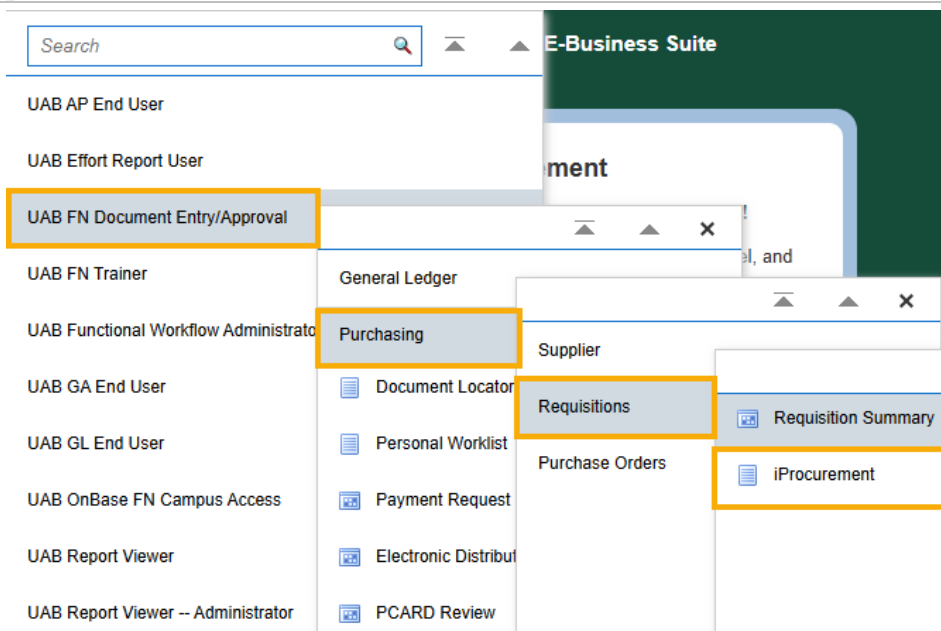 Search
E-Business Suite
UAB AP End User
UAB Effort Report User
ement
UAB FN Document Entry/Approval
!
el, and
UAB FN Trainer
General Ledger
UAB Functional Workflow Administrato
Purchasing
Supplier
UAB GA End User
Document Locator
Requisitions
Requisition Summary
UAB GL End User
Personal Worklist
Purchase Orders
iProcurement
UAB OnBase FN Campus Access
Payment Request
UAB Report Viewer
Electronic Distribut
UAB Report Viewer -- Administrator
PCARD Review